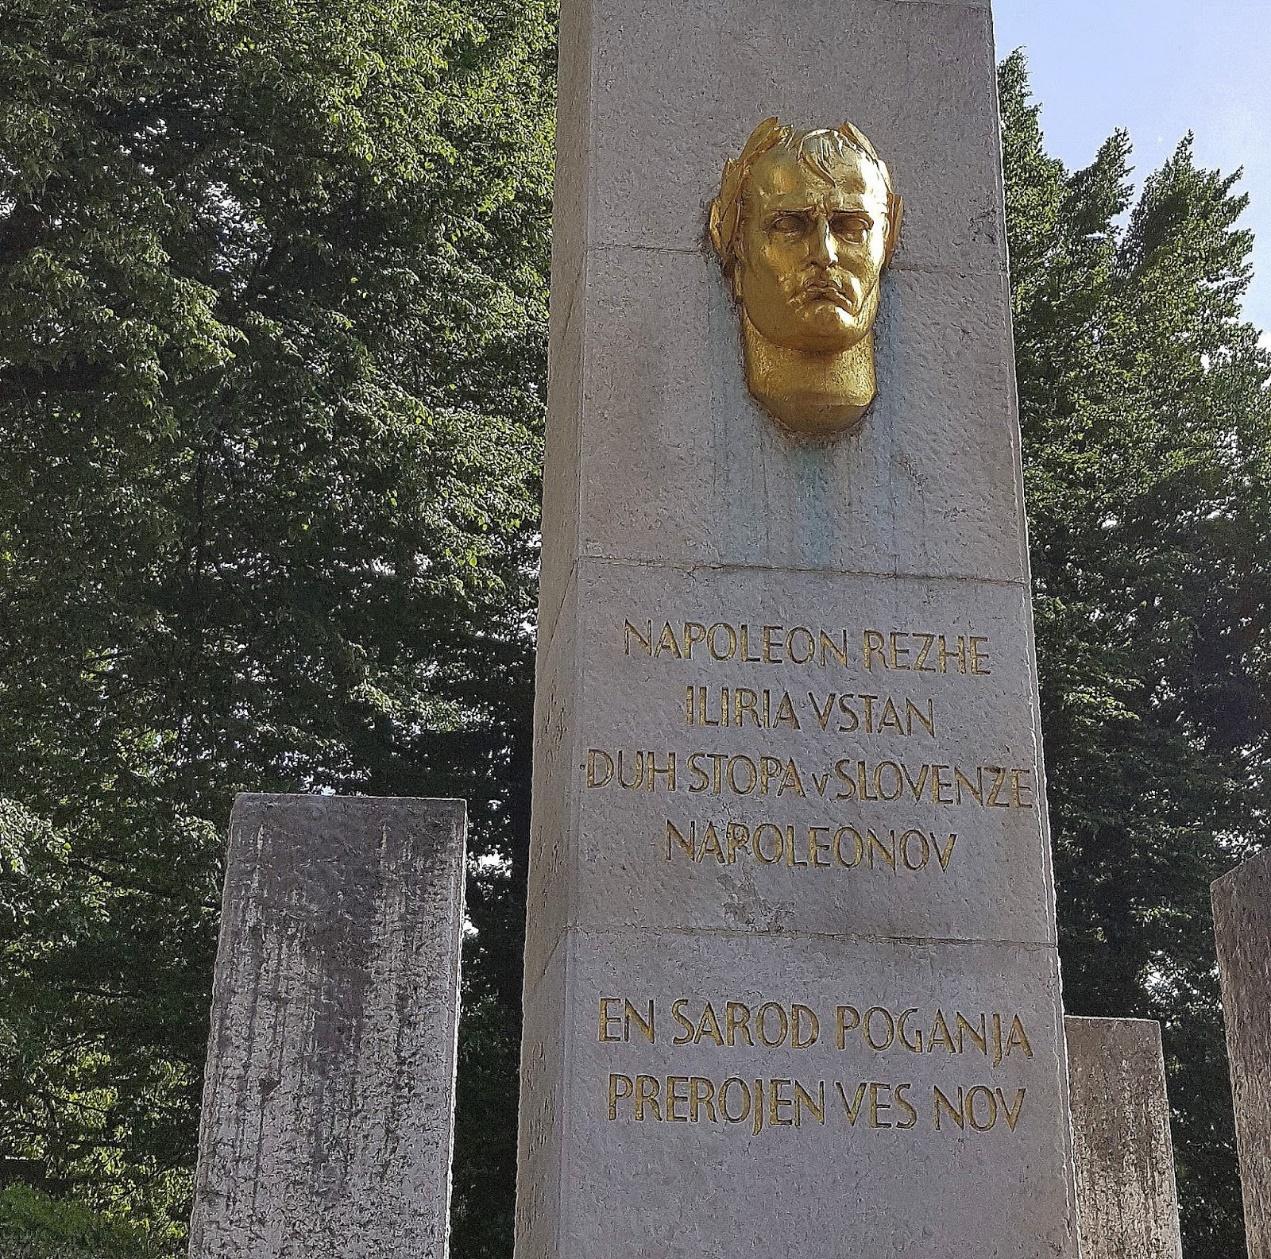 NAPOLEON REZHE
ILIRIA VSTAN
DUH STOPA V SLOVENZE
NAPOLEONOV
EN SAROD POGANJA
PREROJEN VES NOV